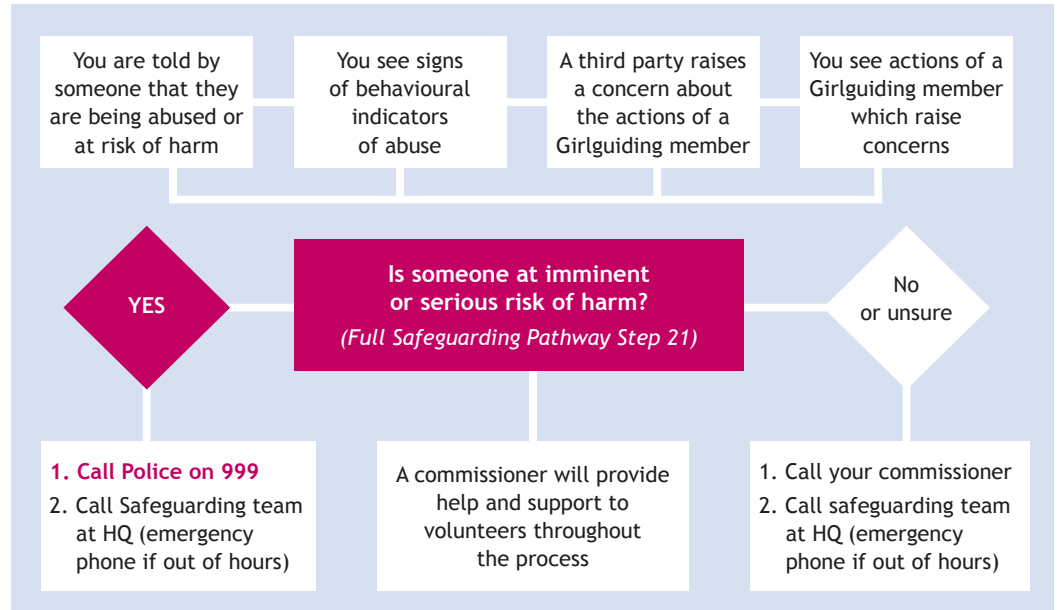 You are told by
someone that they
are being abused or
at risk of harm
You see signs
of behavioural
indicators
of abuse
A third party raises
a concern about
the actions of a
Girlguiding member
You see actions of a
Girlguiding member
which raise
concerns
YES
Is someone at imminent
or serious risk of harm?
(Full Safeguarding Pathway Step 21)
No
or unsure
1. Call Police on 999
2. Call Safeguarding team
at HQ (emergency
phone if out of hours)
A commissioner will provide
help and support to
volunteers throughout
the process
1. Call your commissioner
2. Call safeguarding team
at HQ (emergency
phone if out of hours)